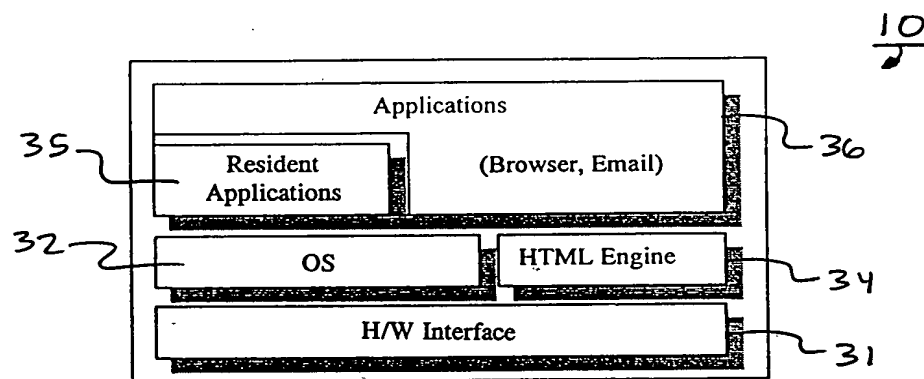 10
Applications
35
Resident
Applications
(Browser, Email)
36
32
OS
HTML Engine
34
H/W Interface
31